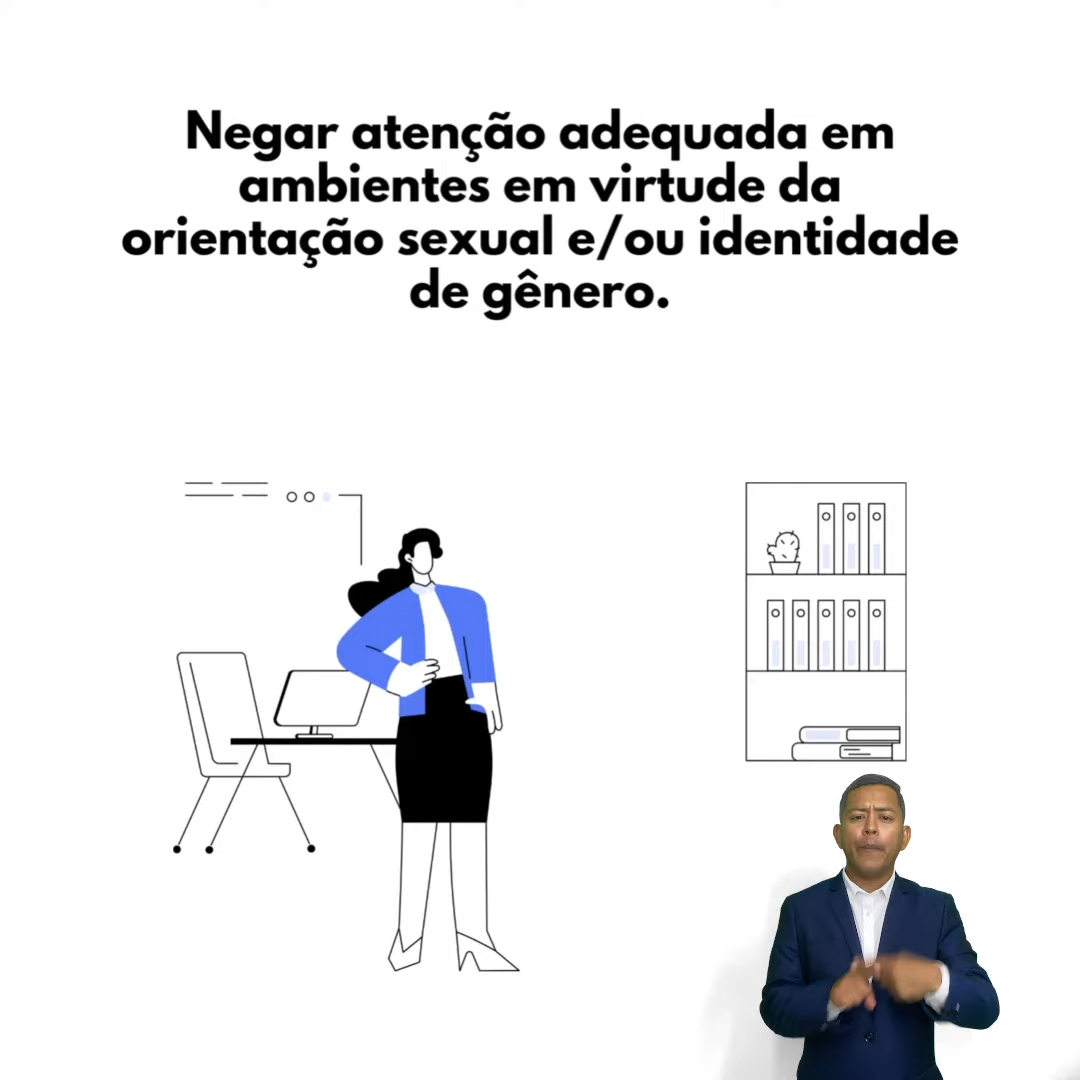 Negar atenção adequada em
ambientes em virtude da
orientação sexual e/ou identidade
de gênero.